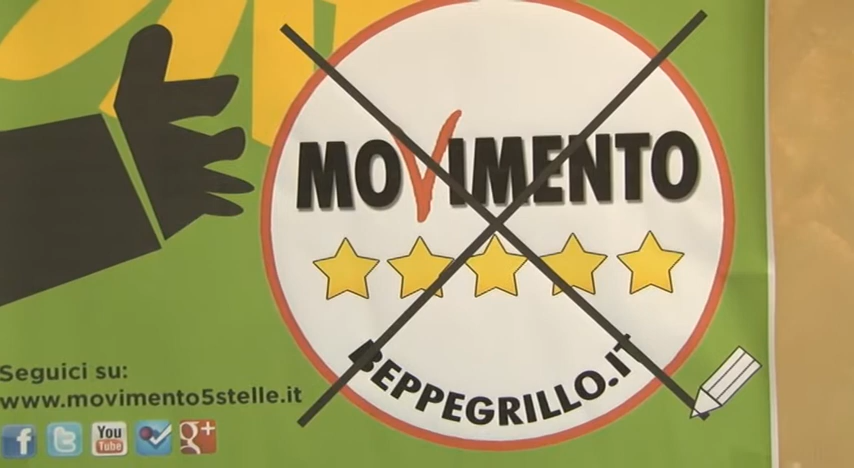 MOVIMENTO
BEPPEGRILLO.IT
Seguici su:
www.movimento5stelle.it
f t You Tube g+